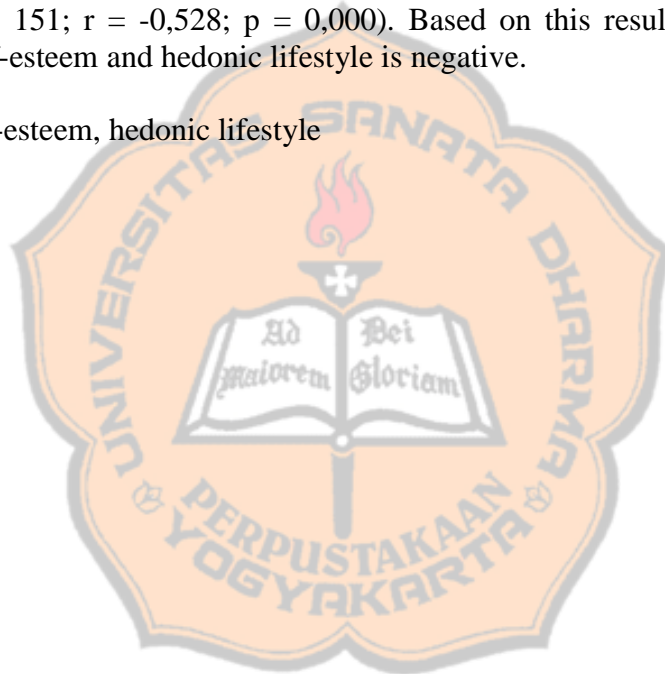 151; r = -0,528; p = 0,000). Based on this resul
-esteem and hedonic lifestyle is negative.
-esteem, hedonic lifestyle
UNIVERSITAS SANATA DHARMA
Ad Dei
maiorem Gloriam
PERPUSTAKAAN
YOGYAKARTA